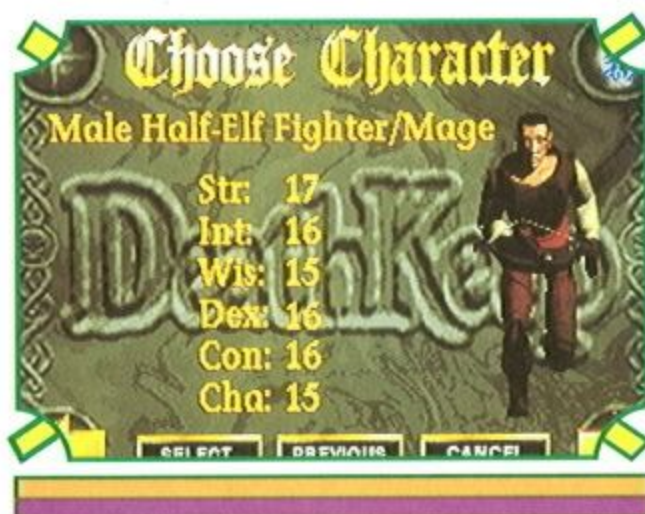 Choose Character
Male Half-Elf Fighter/Mage
DeathKeep
Str: 17
Int: 16
Wis: 15
Dex: 16
Con: 16
Cha: 15
SELECT PREVIOUS CANCEL